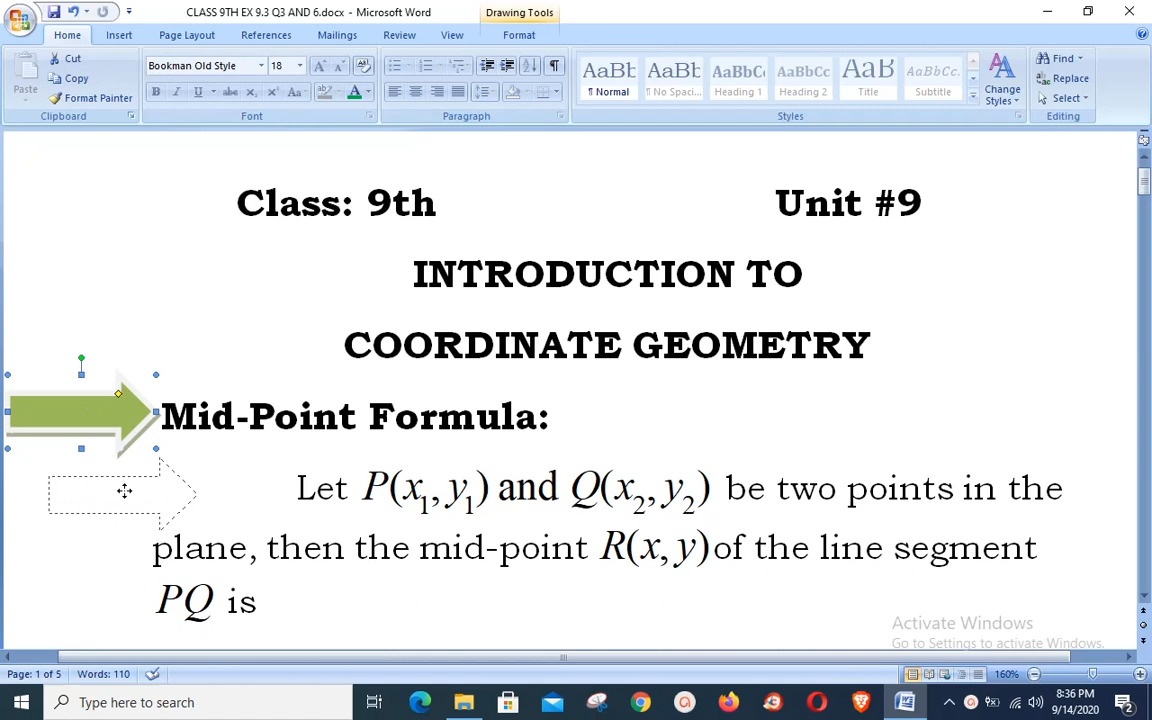 CLASS 9TH EX 9.3 Q3 AND 6.docx - Microsoft Word
Drawing Tools
Home Insert Page Layout References Mailings Review View Format
Paste
Cut
Copy
Format Painter
Clipboard
Bookman Old Style 18
Font
Paragraph
AaBb AaBb AaBbC AaBbCc AaB AaBbCc.
¶ Normal ¶ No Spaci... Heading 1 Heading 2 Title Subtitle
Styles
Change Styles
Find
Replace
Select
Editing
Class: 9th Unit #9
INTRODUCTION TO
COORDINATE GEOMETRY
Mid-Point Formula:
Let P(x₁, y₁) and Q(x₂, y₂) be two points in the
plane, then the mid-point R(x, y) of the line segment
PQ is
Activate Windows
Go to Settings to activate Windows.
Page: 1 of 5 Words: 110 160%
Type here to search
8:36 PM
9/14/2020
2